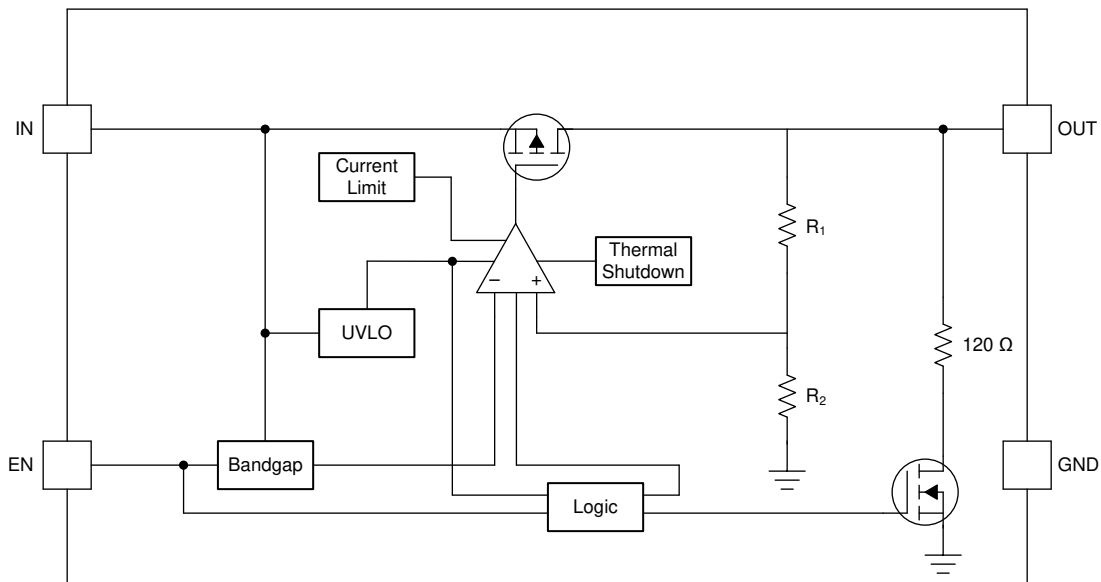 IN
OUT
Current
Limit
R₁
Thermal
Shutdown
− +
UVLO
120 Ω
R₂
EN
Bandgap
GND
Logic